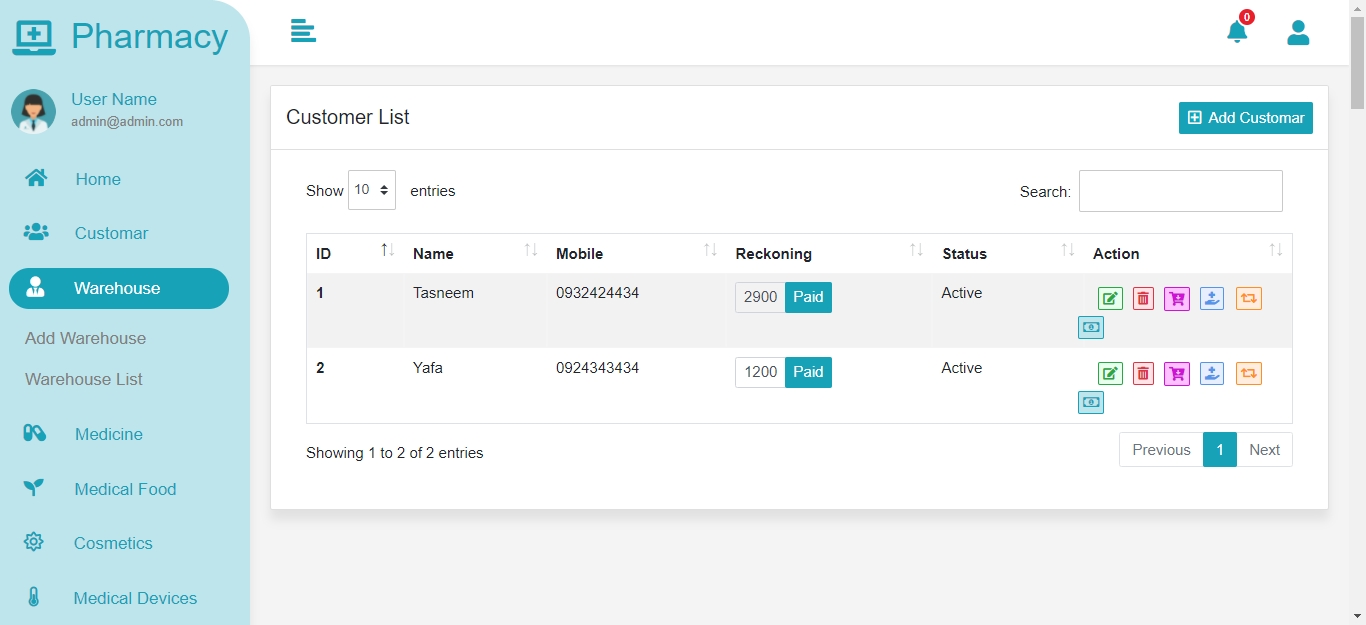 Pharmacy
0
User Name
admin@admin.com
Home
Customar
Warehouse
Add Warehouse
Warehouse List
Medicine
Medical Food
Cosmetics
Medical Devices
Customer List
Add Customar
Show 10 entries
Search:
ID Name Mobile Reckoning Status Action
1 Tasneem 0932424434 2900 Paid Active
2 Yafa 0924343434 1200 Paid Active
Showing 1 to 2 of 2 entries
Previous 1 Next